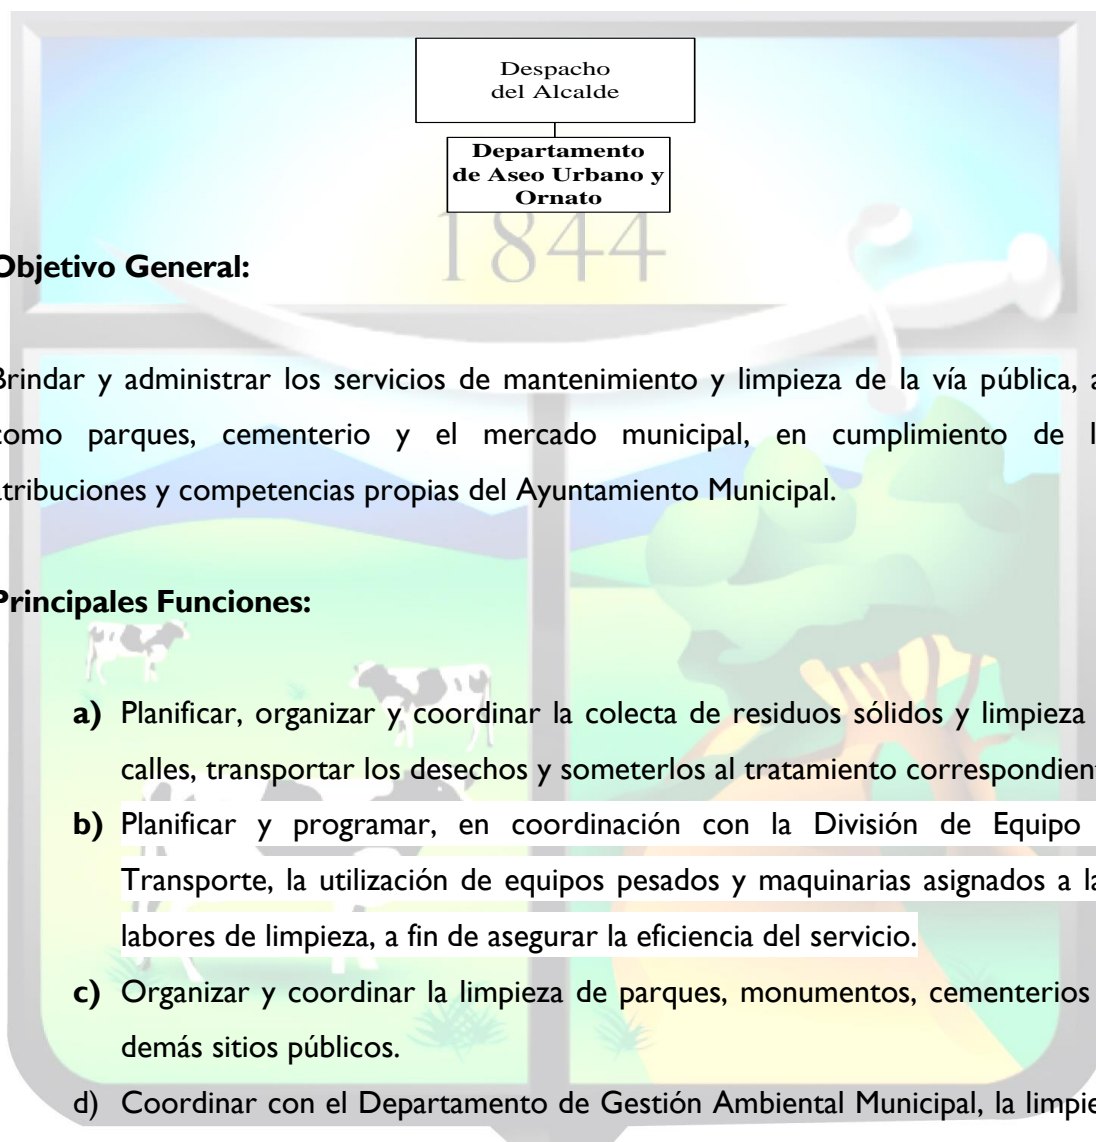 Despacho
del Alcalde
Departamento
de Aseo Urbano y
Ornato
1844
Objetivo General:
Brindar y administrar los servicios de mantenimiento y limpieza de la vía pública, a
como parques, cementerio y el mercado municipal, en cumplimiento de l
atribuciones y competencias propias del Ayuntamiento Municipal.
Principales Funciones:
a) Planificar, organizar y coordinar la colecta de residuos sólidos y limpieza
calles, transportar los desechos y someterlos al tratamiento correspondient
b) Planificar y programar, en coordinación con la División de Equipo
Transporte, la utilización de equipos pesados y maquinarias asignados a la
labores de limpieza, a fin de asegurar la eficiencia del servicio.
c) Organizar y coordinar la limpieza de parques, monumentos, cementerios
demás sitios públicos.
d) Coordinar con el Departamento de Gestión Ambiental Municipal, la limpie